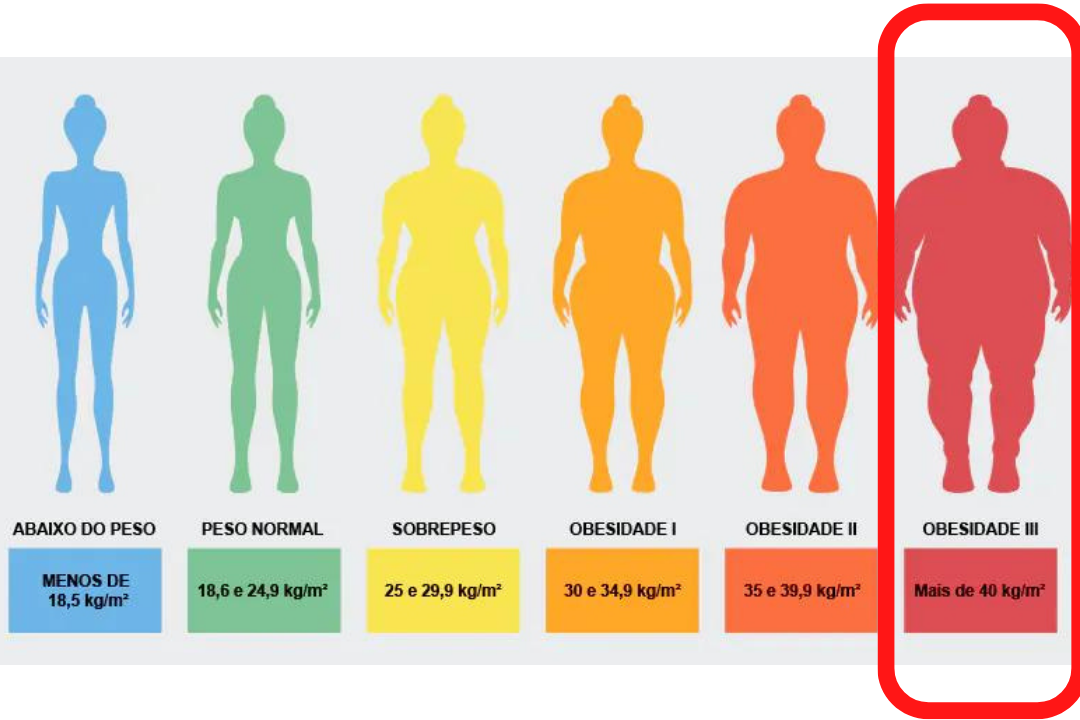 ABAIXO DO PESO
PESO NORMAL
SOBREPESO
OBESIDADE I
OBESIDADE II
OBESIDADE III
MENOS DE
18,5 kg/m²
18,6 e 24,9 kg/m²
25 e 29,9 kg/m²
30 e 34,9 kg/m²
35 e 39,9 kg/m²
Mais de 40 kg/m²